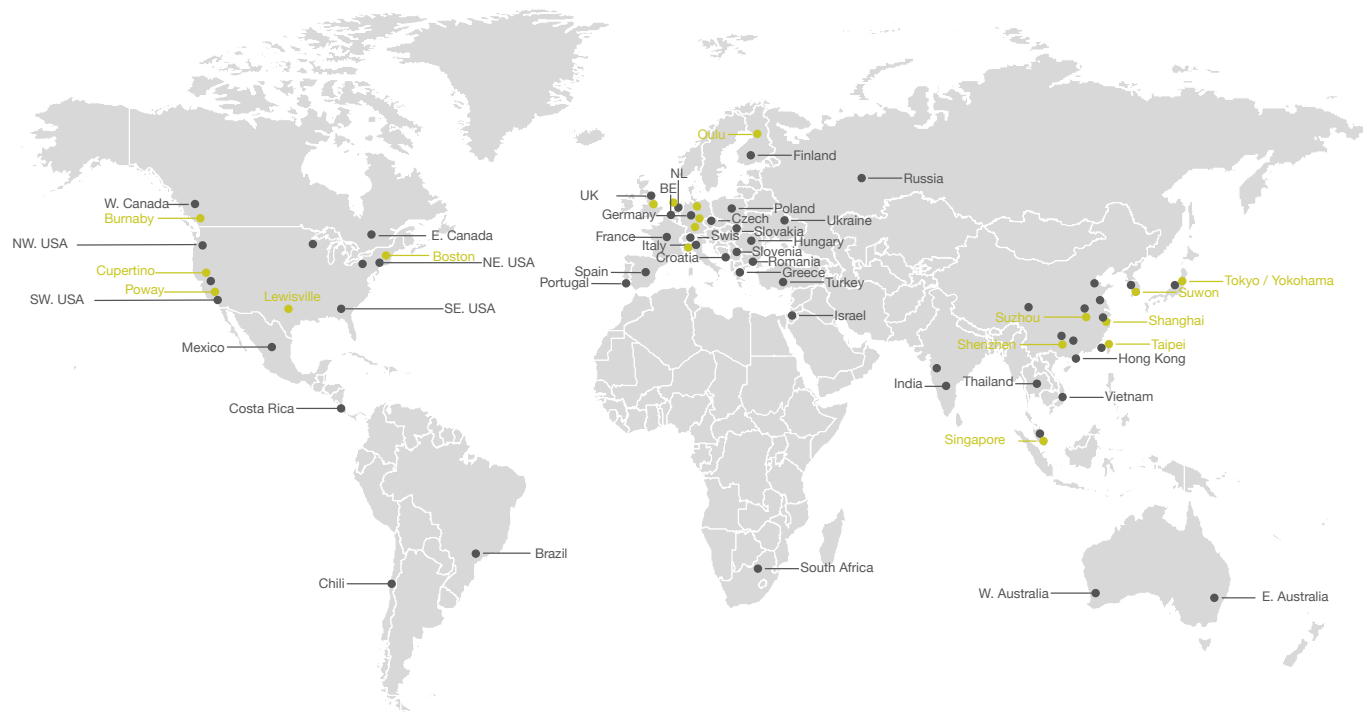 W. Canada
Burnaby
NW. USA
Cupertino
Poway
SW. USA
Lewisville
E. Canada
Boston
NE. USA
SE. USA
Mexico
Costa Rica
Brazil
Chili
Oulu
Finland
NL
BE
UK
Germany
France
Italy
Croatia
Spain
Portugal
Poland
Czech
Ukraine
Slovakia
Swis
Hungary
Slovenia
Romania
Greece
Turkey
Israel
Russia
South Africa
Tokyo / Yokohama
Suwon
Suzhou
Shanghai
Shenzhen
Taipei
Hong Kong
India
Thailand
Vietnam
Singapore
W. Australia
E. Australia